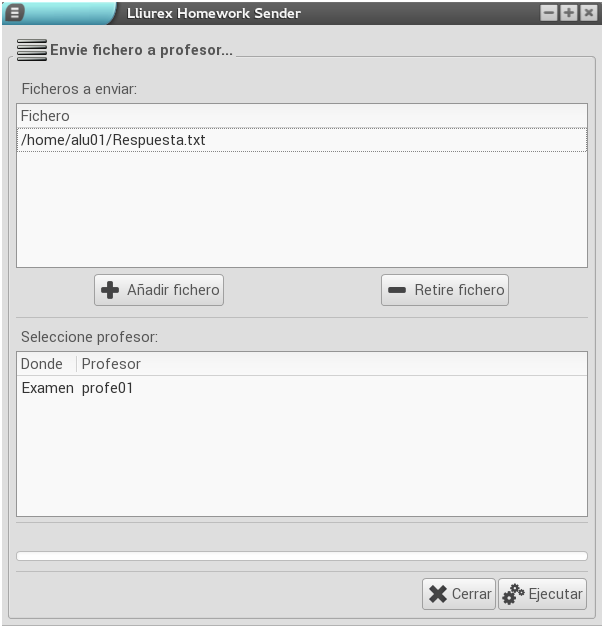 Lliurex Homework Sender
Envie fichero a profesor...
Ficheros a enviar:
Fichero
/home/alu01/Respuesta.txt
Añadir fichero Retire fichero
Seleccione profesor:
Donde Profesor
Examen profe01
Cerrar Ejecutar